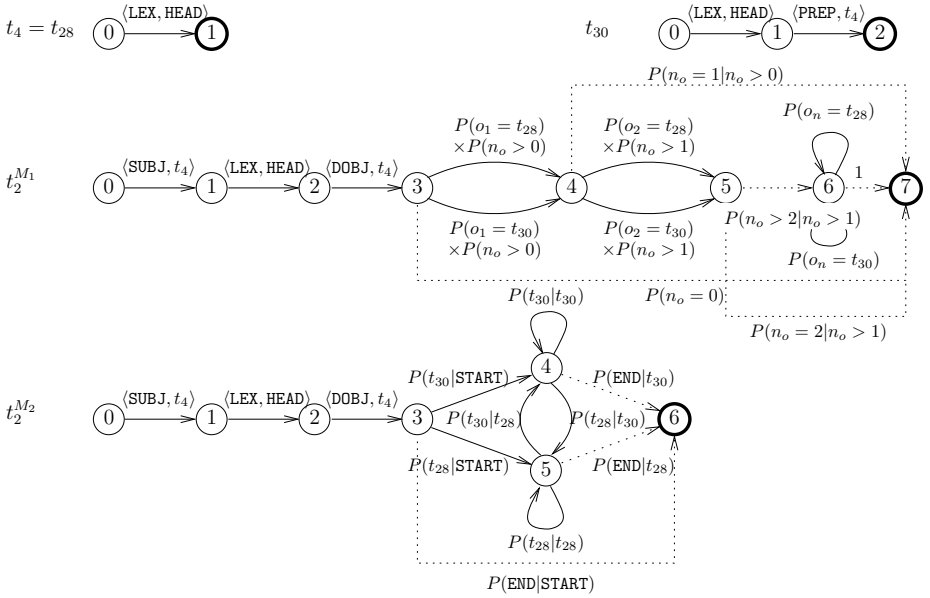 t₄ = t₂₈ 0 ⟨LEX, HEAD⟩ 1
t₃₀ 0 ⟨LEX, HEAD⟩ 1 ⟨PREP, t₄⟩ 2
P(nₒ = 1|nₒ > 0)
P(oₙ = t₂₈)
P(o₁ = t₂₈) P(o₂ = t₂₈)
×P(nₒ > 0) ×P(nₒ > 1)
t₂^{M₁} 0 ⟨SUBJ, t₄⟩ 1 ⟨LEX, HEAD⟩ 2 ⟨DOBJ, t₄⟩ 3 4 5 6 1 7
P(o₁ = t₃₀) P(o₂ = t₃₀) P(nₒ > 2|nₒ > 1)
×P(nₒ > 0) ×P(nₒ > 1) P(oₙ = t₃₀)
P(t₃₀|t₃₀) P(nₒ = 0)
P(nₒ = 2|nₒ > 1)
4
P(t₃₀|START) P(END|t₃₀)
t₂^{M₂} 0 ⟨SUBJ, t₄⟩ 1 ⟨LEX, HEAD⟩ 2 ⟨DOBJ, t₄⟩ 3 P(t₃₀|t₂₈) P(t₂₈|t₃₀) 6
P(t₂₈|START) 5 P(END|t₂₈)
P(t₂₈|t₂₈)
P(END|START)